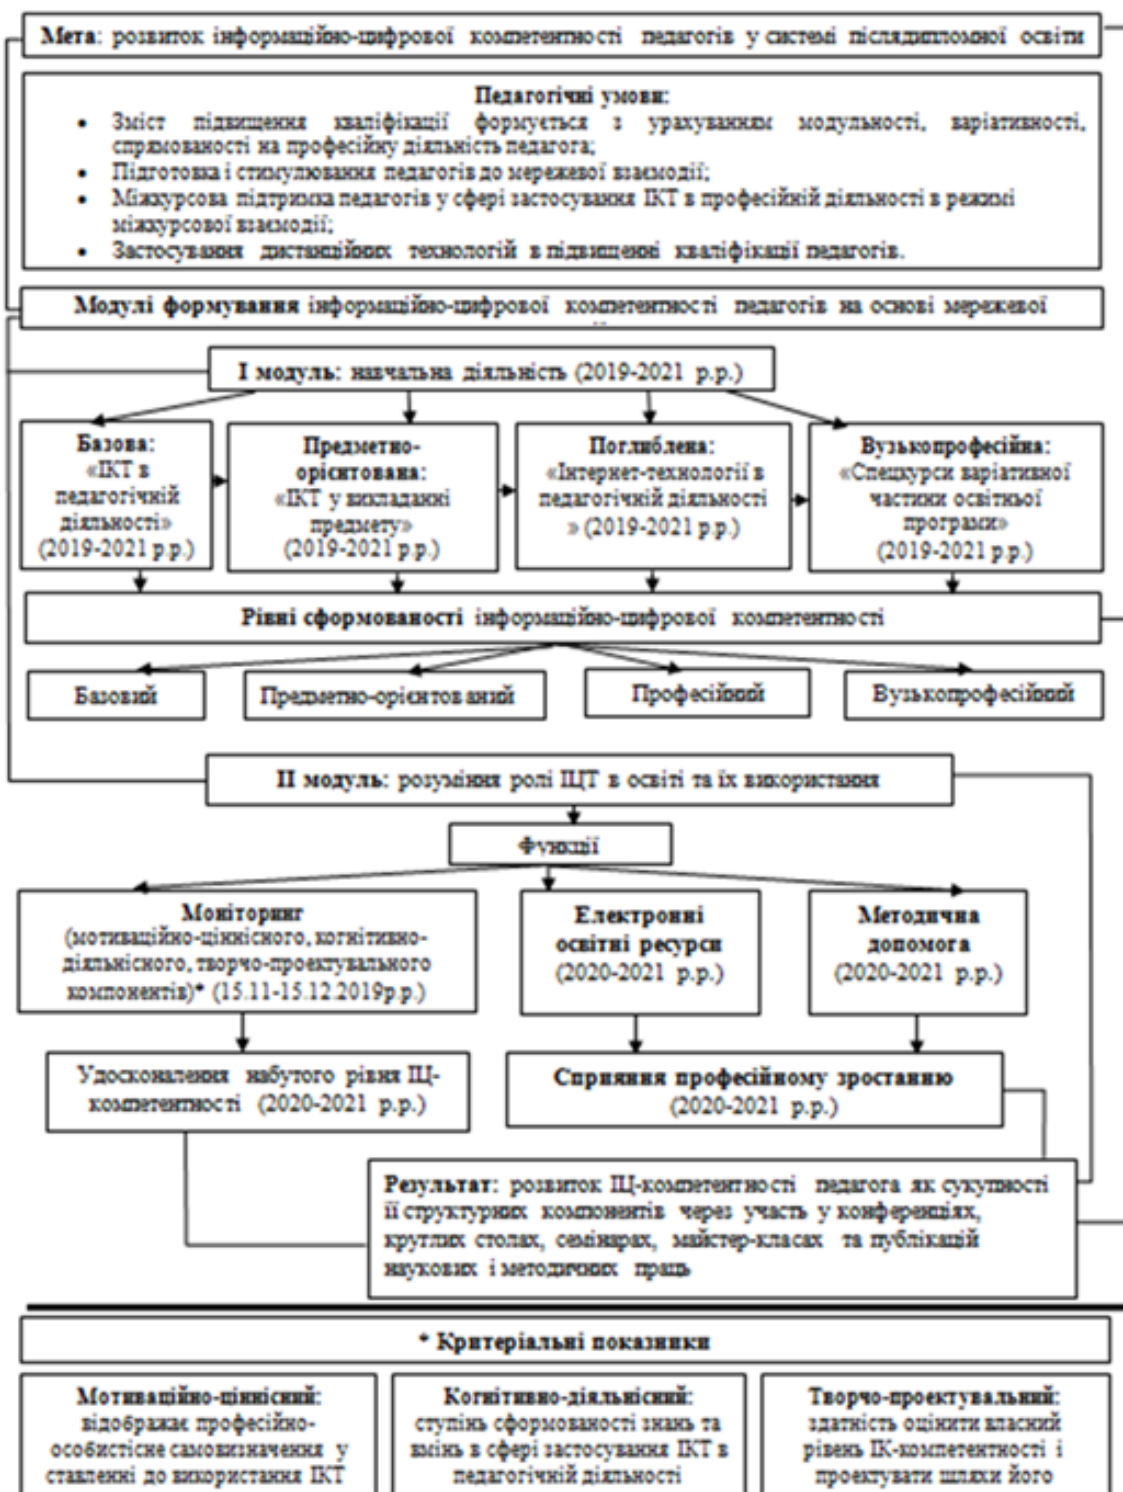 Мета: розвиток інформаційно-цифрової компетентності педагогів у системі післядипломної освіти
Педагогічні умови:
• Зміст підвищення кваліфікації формується з урахуванням модульності, варіативності,
спрямованості на професійну діяльність педагога;
• Підготовка і стимулювання педагогів до мережевої взаємодії;
• Міжкурсова підтримка педагогів у сфері застосування ІКТ в професійній діяльності в режимі
міжкурсової взаємодії;
• Застосування дистанційних технологій в підвищенні кваліфікації педагогів.
Модулі формування інформаційно-цифрової компетентності педагогів на основі мережевої
І модуль: навчальна діяльність (2019-2021 р.р.)
Базова:
«ІКТ в
педагогічній
діяльності»
(2019-2021 р.р.)
Предметно-
орієнтована:
«ІКТ у викладанні
предмету»
(2019-2021 р.р.)
Поглиблена:
«Інтернет-технології в
педагогічній діяльності
» (2019-2021 р.р.)
Вузькопрофесійна:
«Спецкурси варіативної
частини освітньої
програми»
(2019-2021 р.р.)
Рівні сформованості інформаційно-цифрової компетентності
Базовий
Предметно-орієнтований
Професійний
Вузькопрофесійний
ІІ модуль: розуміння ролі ІЦТ в освіті та їх використання
Функції
Моніторинг
(мотиваційно-ціннісного, когнітивно-
діяльнісного, творчо-проектувального
компонентів)* (15.11-15.12.2019р.р.)
Електронні
освітні ресурси
(2020-2021 р.р.)
Методична
допомога
(2020-2021 р.р.)
Удосконалення набутого рівня ІЦ-
компетентності (2020-2021 р.р.)
Сприяння професійному зростанню
(2020-2021 р.р.)
Результат: розвиток ІЦ-компетентності педагога як сукупності
її структурних компонентів через участь у конференціях,
круглих столах, семінарах, майстер-класах та публікацій
наукових і методичних праць
* Критеріальні показники
Мотиваційно-ціннісний:
відображає професійно-
особистісне самовизначення у
ставленні до використання ІКТ
Когнітивно-діяльнісний:
ступінь сформованості знань та
вмінь в сфері застосування ІКТ в
педагогічній діяльності
Творчо-проектувальний:
здатність оцінити власний
рівень ІК-компетентності і
проектувати шляхи його